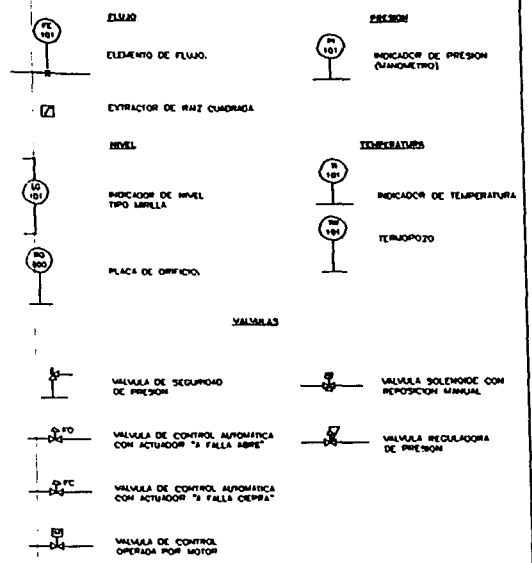 FLUJO
FE
101
ELEMENTO DE FLUJO.
EXTRACTOR DE RAIZ CUADRADA
NIVEL
LG
101
INDICADOR DE NIVEL
TIPO MIRILLA
RO
300
PLACA DE ORIFICIO.
PRESION
PI
101
INDICADOR DE PRESION
(MANOMETRO)
TEMPERATURA
TI
101
INDICADOR DE TEMPERATURA
TW
101
TERMOPOZO
VALVULAS
VALVULA DE SEGURIDAD
DE PRESION
FO
VALVULA DE CONTROL AUTOMATICA
CON ACTUADOR "A FALLA ABRE"
FC
VALVULA DE CONTROL AUTOMATICA
CON ACTUADOR "A FALLA CIERRA"
VALVULA DE CONTROL
OPERADA POR MOTOR
VALVULA SOLENOIDE CON
REPOSICION MANUAL
VALVULA REGULADORA
DE PRESION